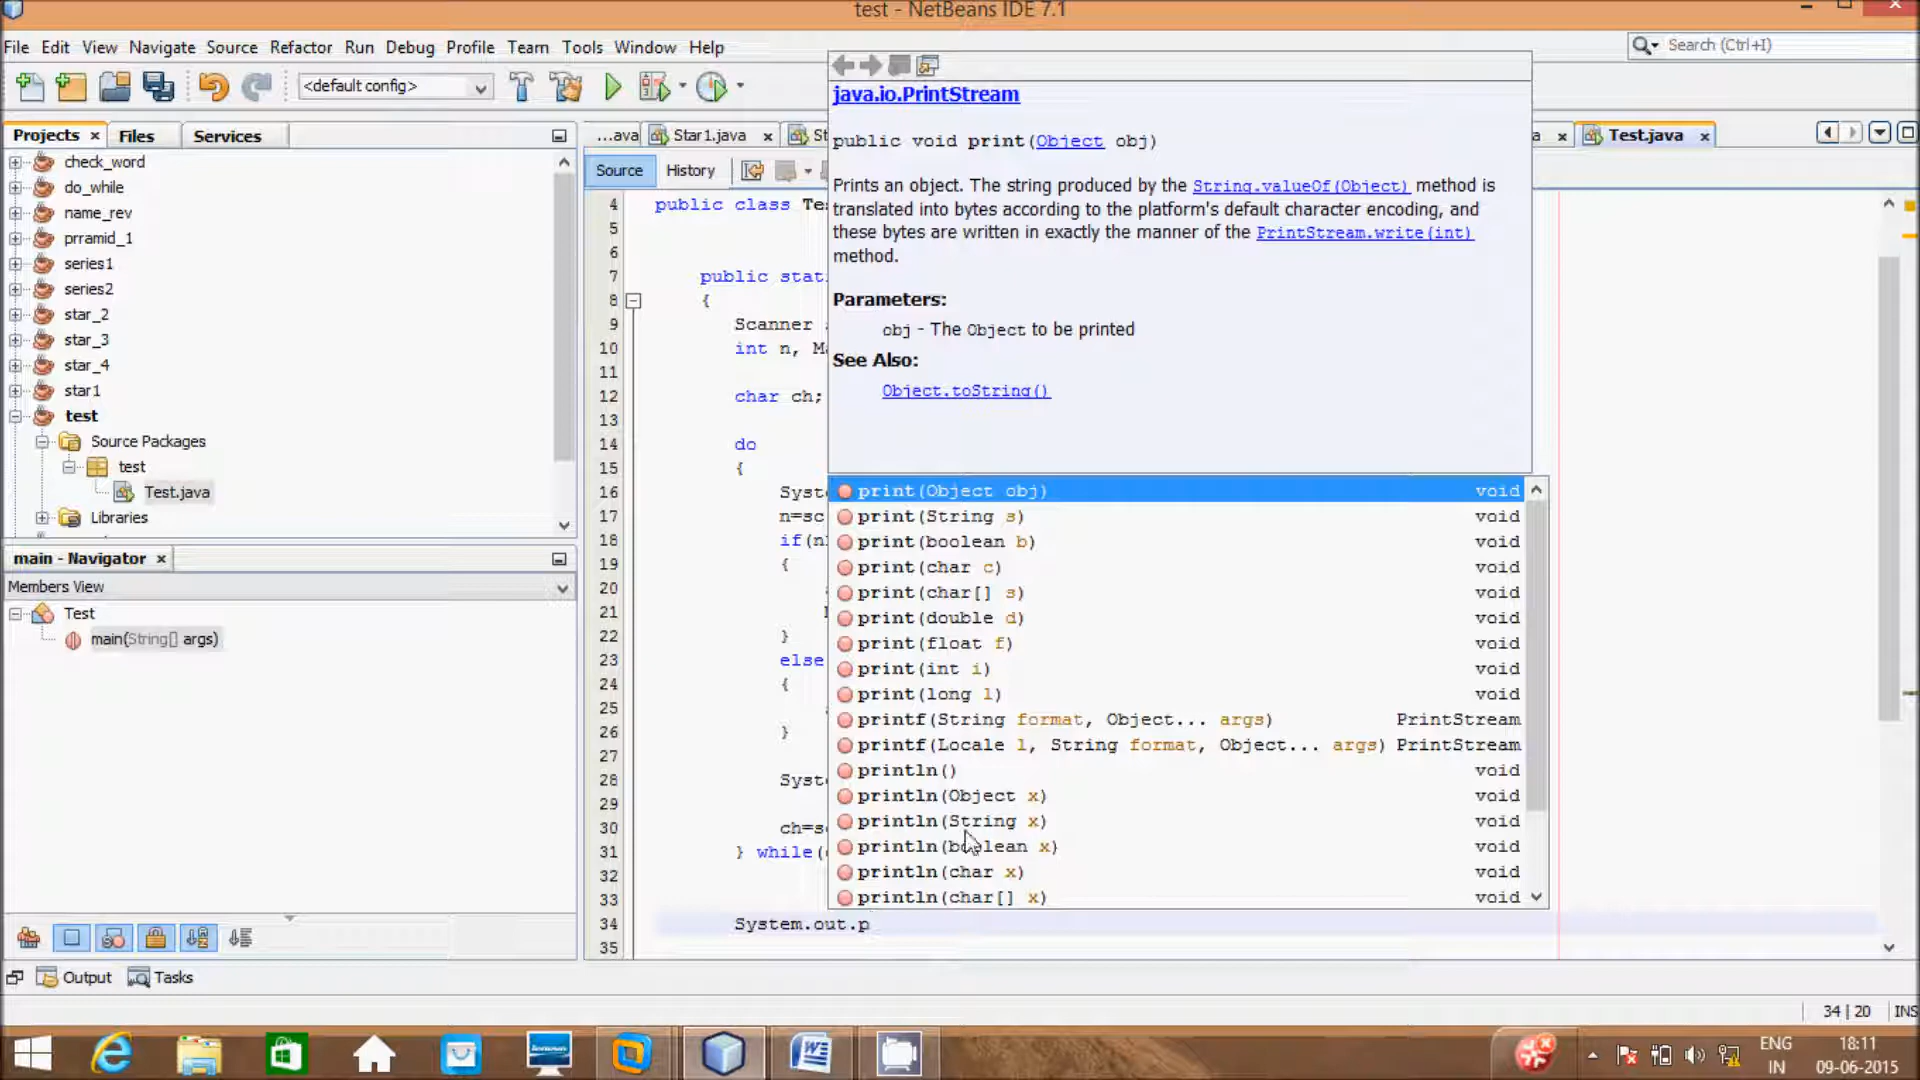 test - NetBeans IDE 7.1
File Edit View Navigate Source Refactor Run Debug Profile Team Tools Window Help
Search (Ctrl+I)
<default config>
Projects Files Services
...ava Star1.java St Test.java
Source History
check_word
do_while
name_rev
prramid_1
series1
series2
star_2
star_3
star_4
star1
test
Source Packages
test
Test.java
Libraries
main - Navigator
Members View
Test
main(String[] args)
java.io.PrintStream
public void print(Object obj)
Prints an object. The string produced by the String.valueOf(Object) method is
translated into bytes according to the platform's default character encoding, and
these bytes are written in exactly the manner of the PrintStream.write(int)
method.
Parameters:
obj - The Object to be printed
See Also:
Object.toString()
4 public class Te
5
6
7 public stat
8 {
9 Scanner
10 int n, Ma
11
12 char ch;
13
14 do
15 {
16 Syste
17 n=sc
18 if(n
19 {
20
21
22 }
23 else
24 {
25
26 }
27
28 Syste
29
30 ch=s
31 } while(
32
33
34 System.out.p
35
print(Object obj) void
print(String s) void
print(boolean b) void
print(char c) void
print(char[] s) void
print(double d) void
print(float f) void
print(int i) void
print(long l) void
printf(String format, Object... args) PrintStream
printf(Locale l, String format, Object... args) PrintStream
println() void
println(Object x) void
println(String x) void
println(boolean x) void
println(char x) void
println(char[] x) void
Output Tasks
34 | 20 INS
ENG
IN
18:11
09-06-2015